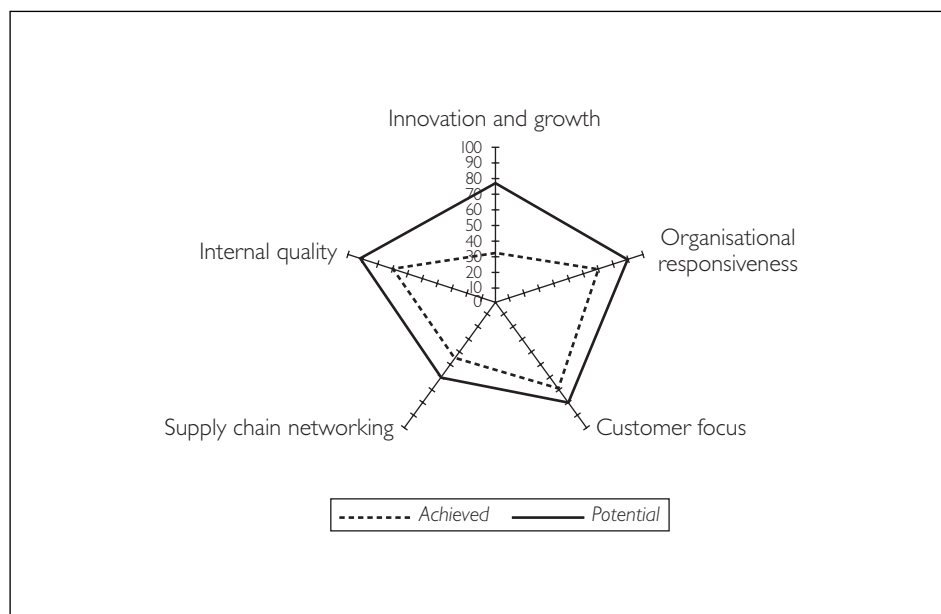 Innovation and growth
100
90
80
70
60
50
40
30
20
10
0
Internal quality
Organisational
responsiveness
Supply chain networking
Customer focus
Achieved
Potential